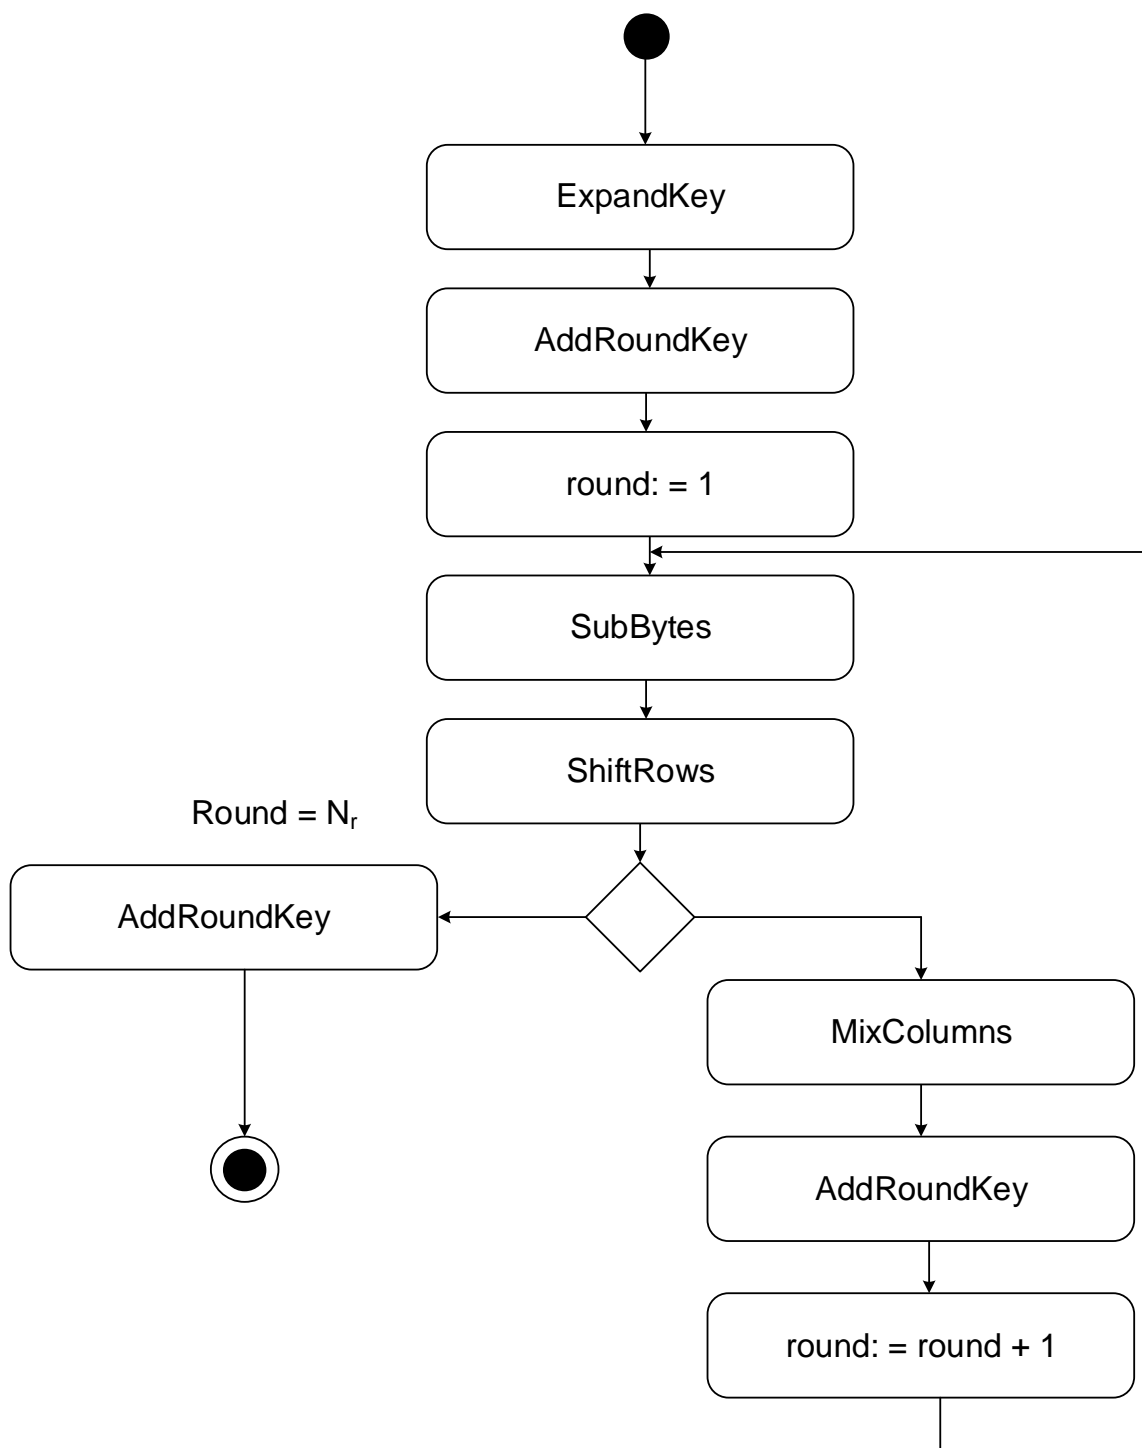 ExpandKey
AddRoundKey
round: = 1
SubBytes
ShiftRows
Round = Nr
AddRoundKey
MixColumns
AddRoundKey
round: = round + 1